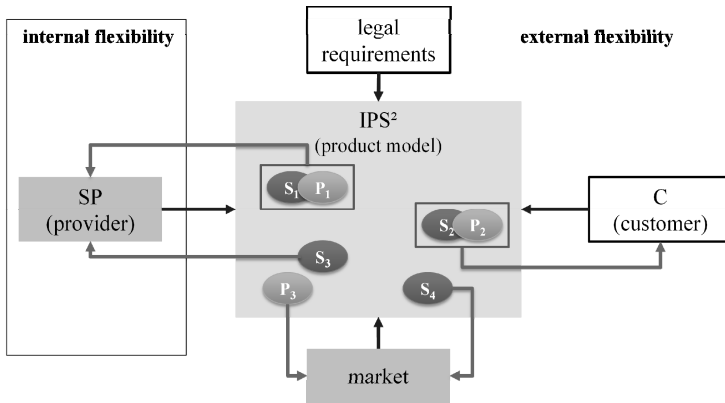 internal flexibility
legal
requirements
external flexibility
IPS²
(product model)
S₁ P₁
SP
(provider)
C
(customer)
S₂ P₂
S₃
P₃
S₄
market